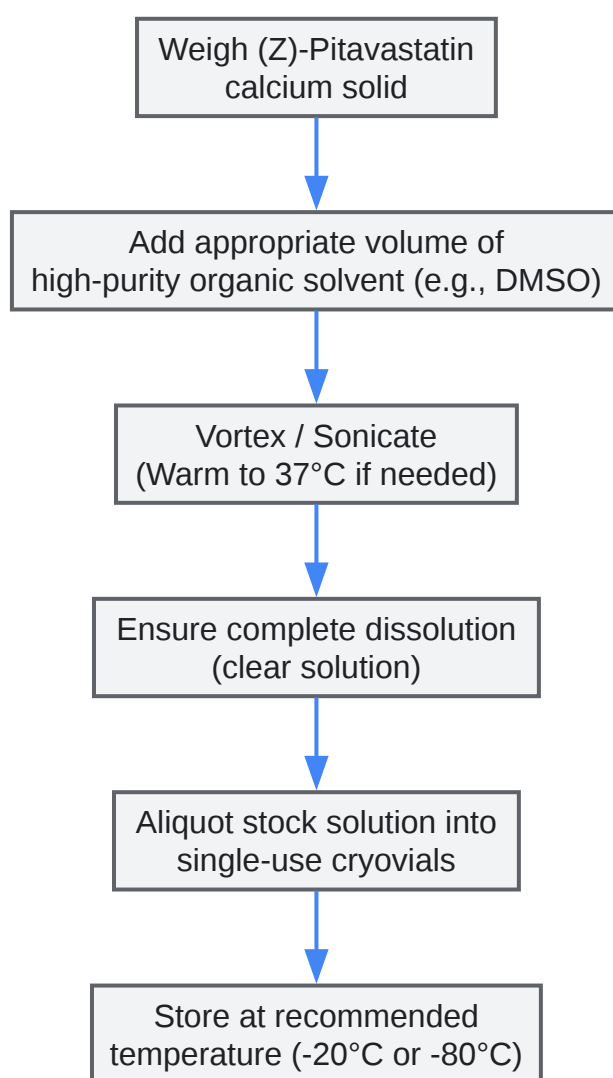 Weigh (Z)-Pitavastatin
calcium solid
Add appropriate volume of
high-purity organic solvent (e.g., DMSO)
Vortex / Sonicate
(Warm to 37°C if needed)
Ensure complete dissolution
(clear solution)
Aliquot stock solution into
single-use cryovials
Store at recommended
temperature (-20°C or -80°C)